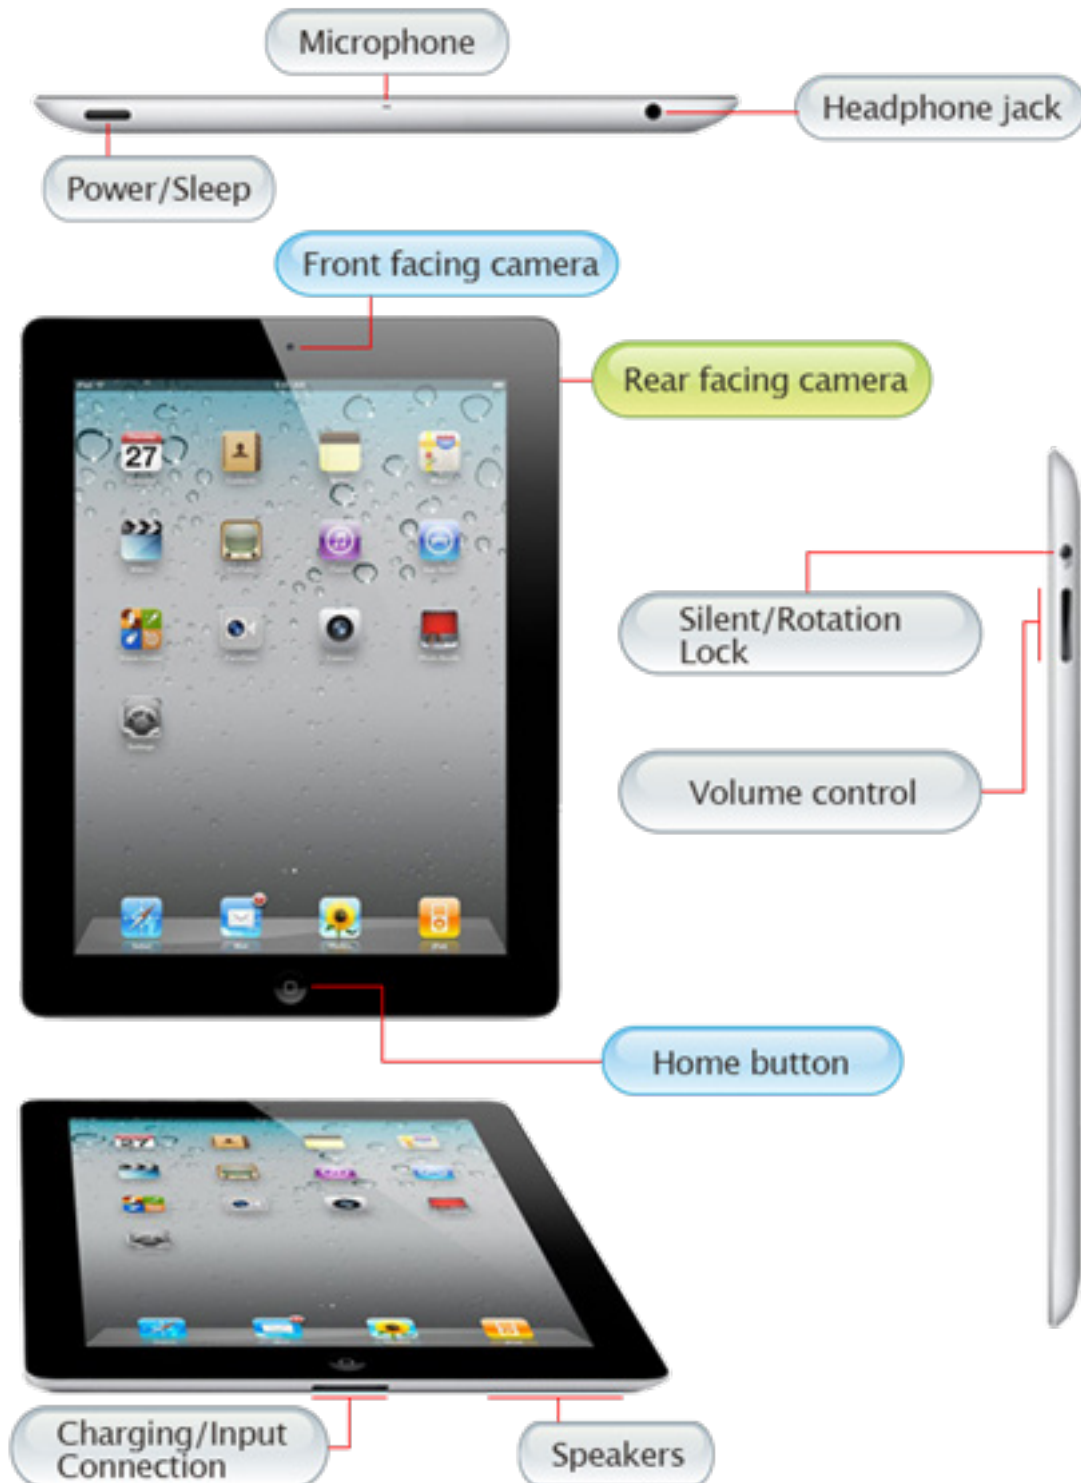 Microphone
Headphone jack
Power/Sleep
Front facing camera
Rear facing camera
27
Silent/Rotation
Lock
Volume control
Home button
27
Charging/Input
Connection
Speakers